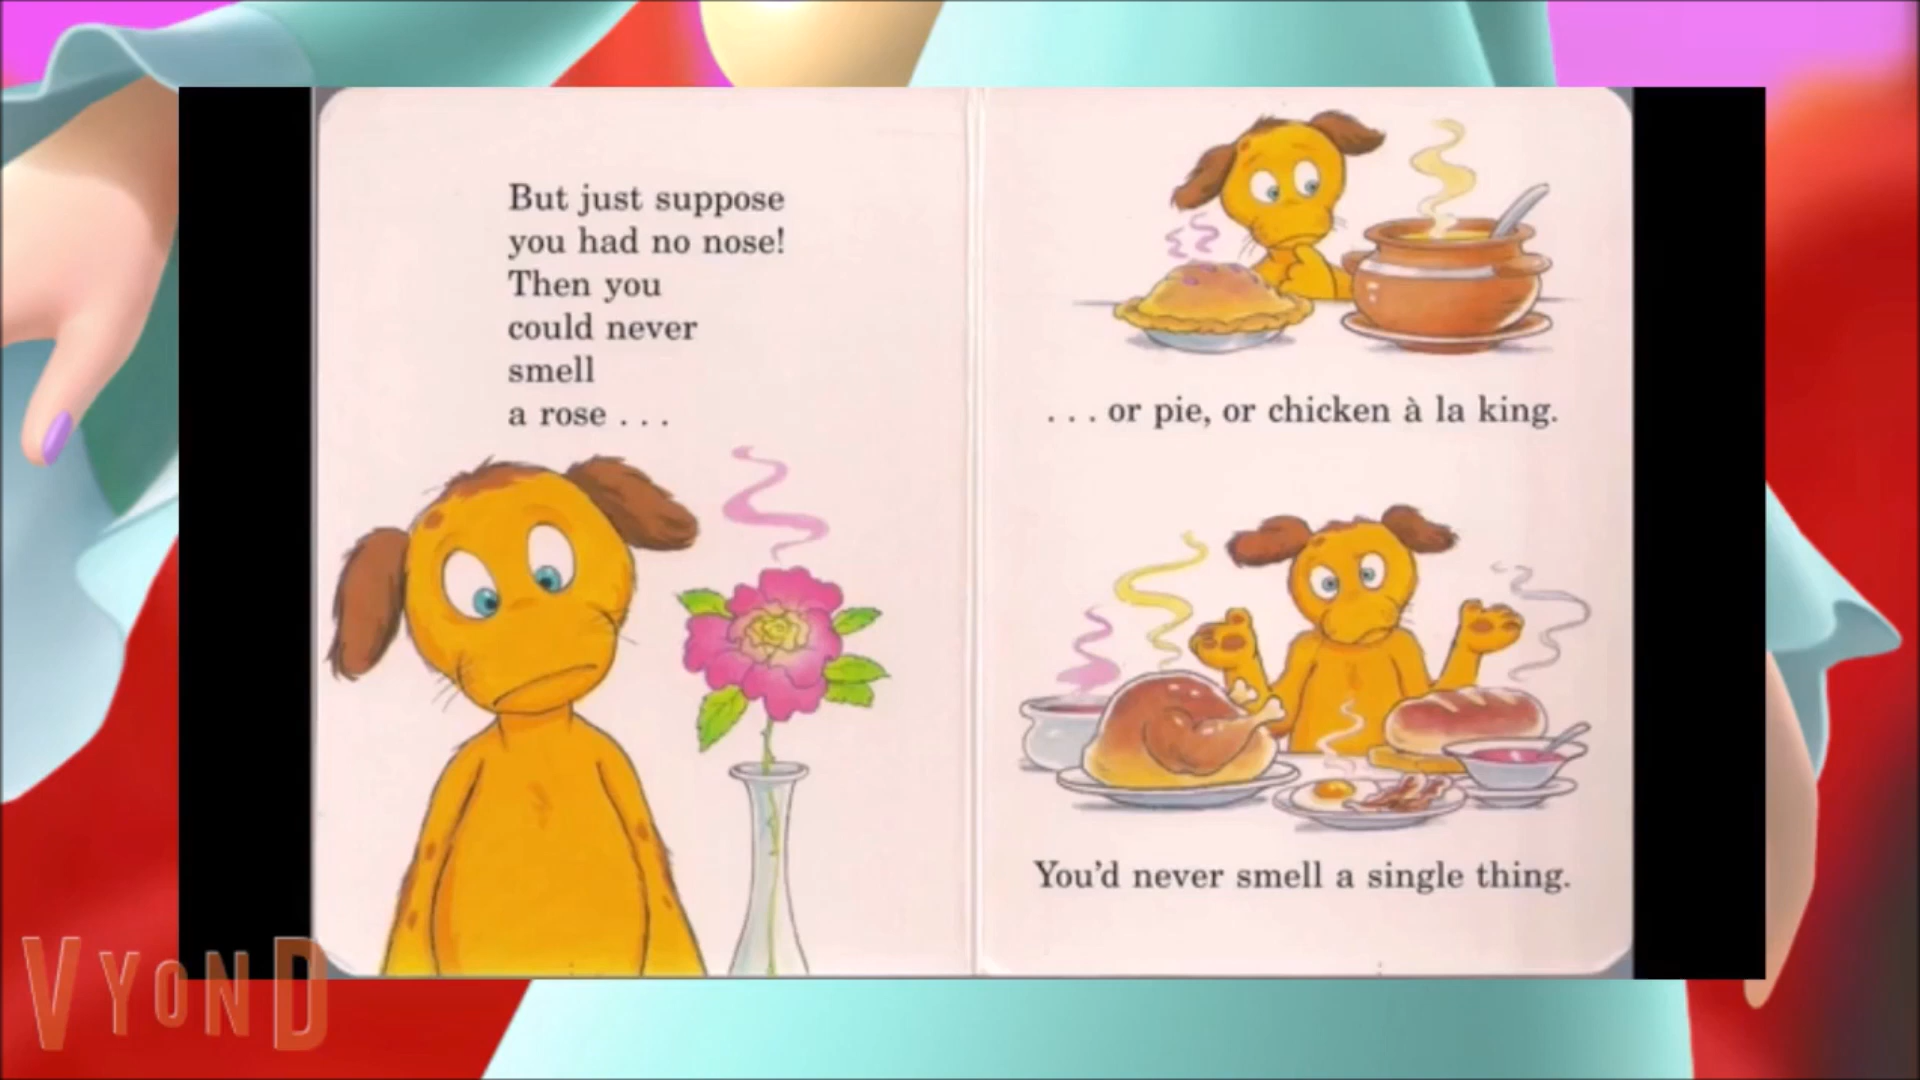 But just suppose
you had no nose!
Then you
could never
smell
a rose . . .
. . . or pie, or chicken à la king.
You'd never smell a single thing.
VYOND